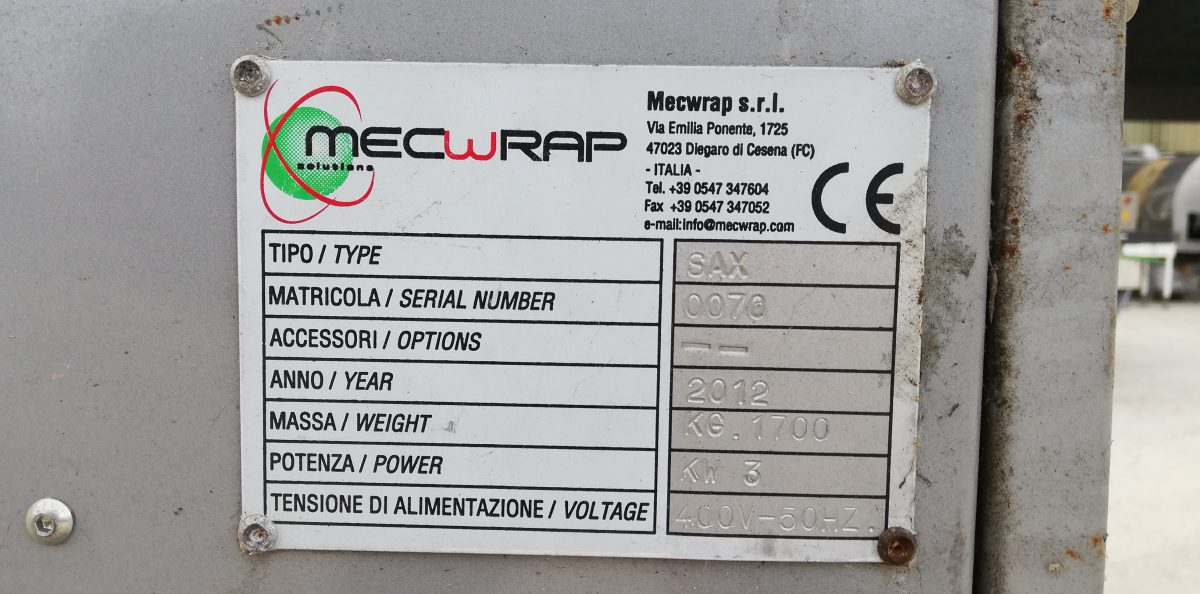 MECWRAP
solutions
Mecwrap s.r.l.
Via Emilia Ponente, 1725
47023 Diegaro di Cesena (FC)
- ITALIA -
Tel. +39 0547 347604
Fax +39 0547 347052
e-mail:info@mecwrap.com
CE
TIPO / TYPE SAX
MATRICOLA / SERIAL NUMBER
ACCESSORI / OPTIONS --
ANNO / YEAR 2012
MASSA / WEIGHT KG.1700
POTENZA / POWER KW 3
TENSIONE DI ALIMENTAZIONE / VOLTAGE 400V-50HZ.